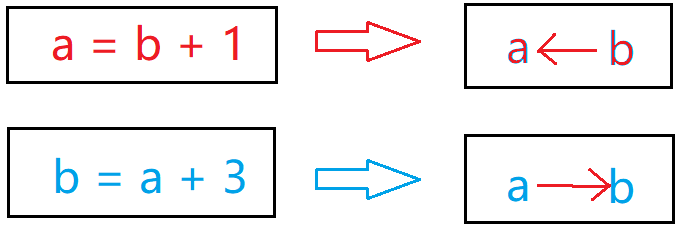 a = b + 1
a ← b
b = a + 3
a → b